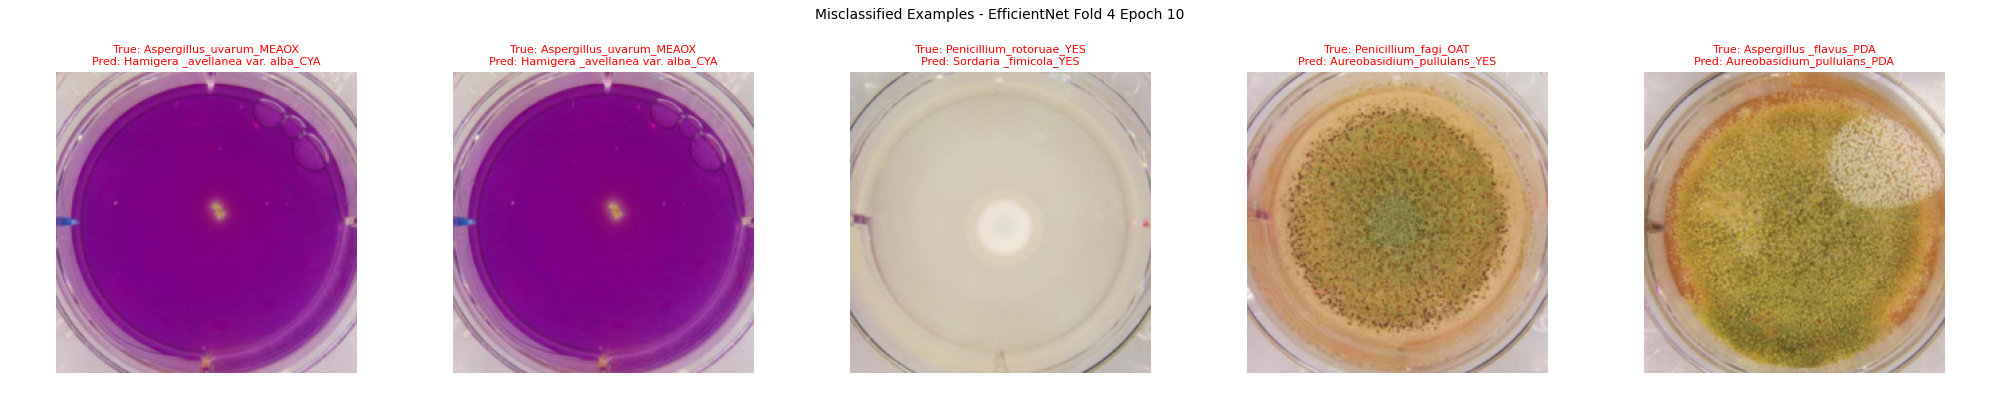 Misclassified Examples - EfficientNet Fold 4 Epoch 10
True: Aspergillus_uvarum_MEAOX
Pred: Hamigera _avellanea var. alba_CYA
True: Aspergillus_uvarum_MEAOX
Pred: Hamigera _avellanea var. alba_CYA
True: Penicillium_rotoruae_YES
Pred: Sordaria _fimicola_YES
True: Penicillium_fagi_OAT
Pred: Aureobasidium_pullulans_YES
True: Aspergillus _flavus_PDA
Pred: Aureobasidium_pullulans_PDA